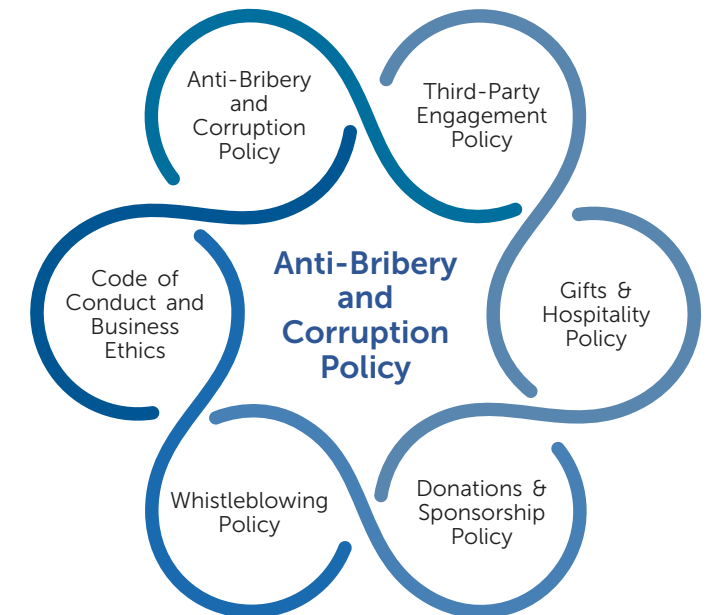 Anti-Bribery
and
Corruption
Policy
Third-Party
Engagement
Policy
Gifts &
Hospitality
Policy
Donations &
Sponsorship
Policy
Whistleblowing
Policy
Code of
Conduct and
Business
Ethics
Anti-Bribery
and
Corruption
Policy